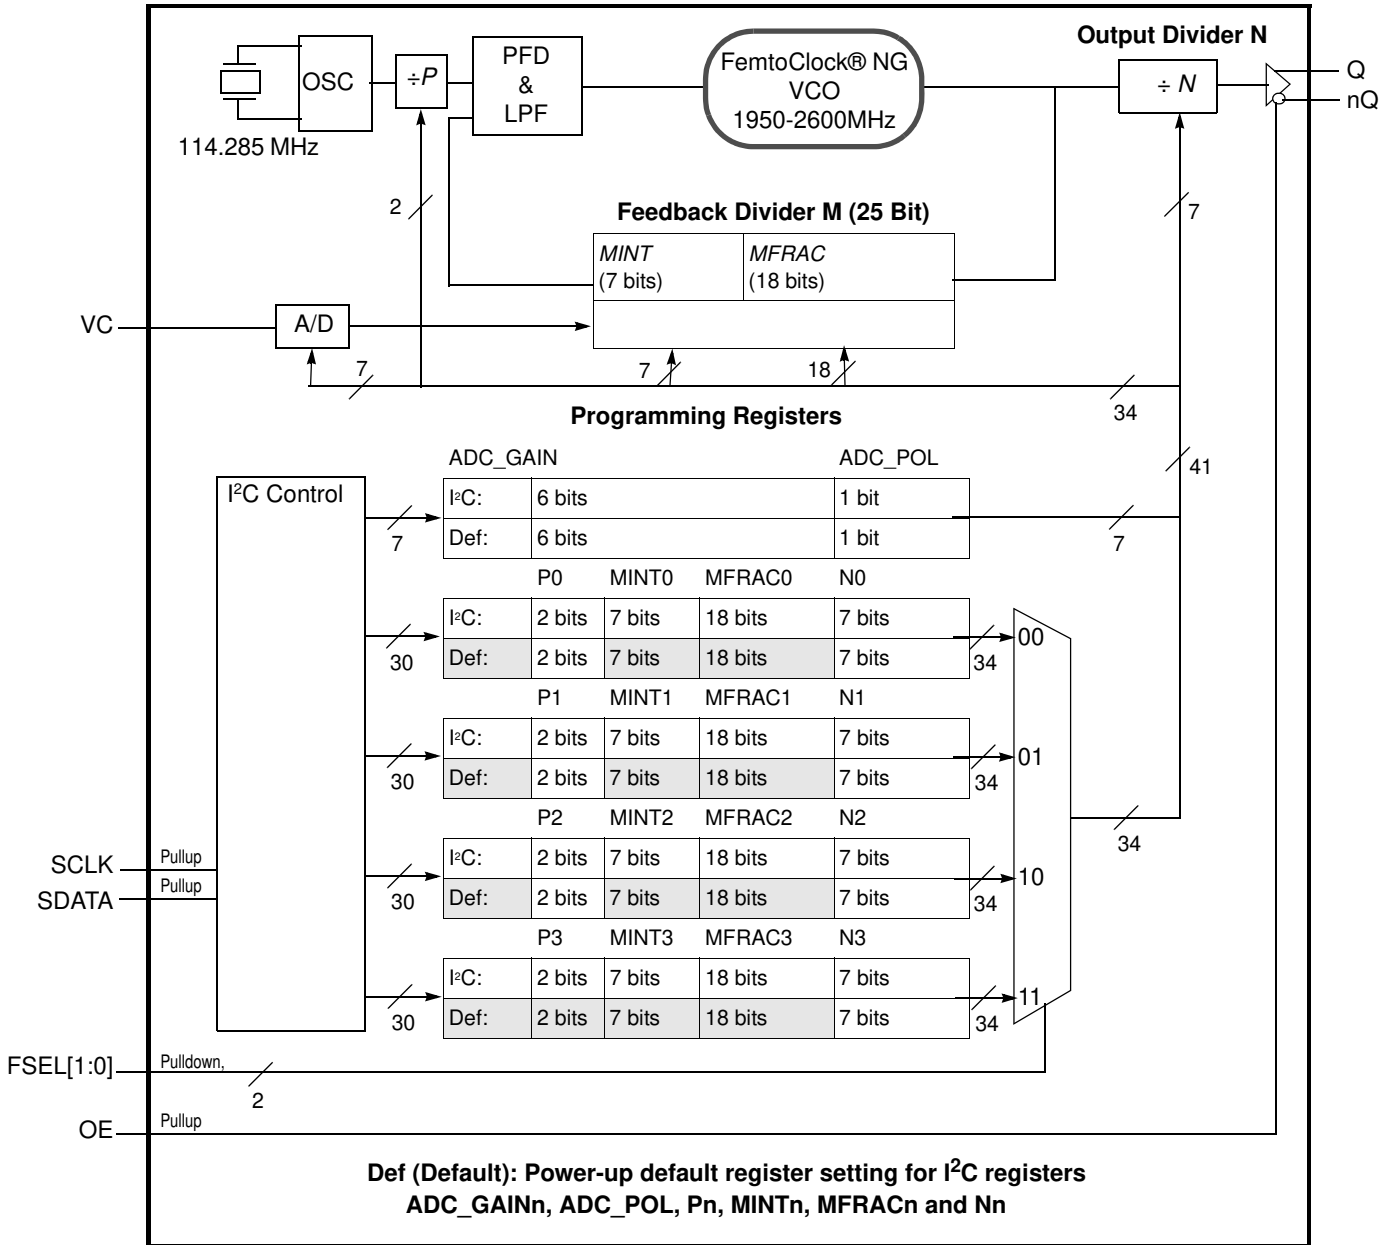 Output Divider N
OSC
÷P
PFD
&
LPF
FemtoClock® NG
VCO
1950-2600MHz
÷ N
Q
nQ
114.285 MHz
2
7
Feedback Divider M (25 Bit)
MINT
(7 bits)
MFRAC
(18 bits)
VC
A/D
7
7
18
34
Programming Registers
41
ADC_GAIN
ADC_POL
I²C Control
7
I²C:
6 bits
1 bit
Def:
6 bits
1 bit
7
P0
MINT0
MFRAC0
N0
30
I²C:
2 bits
7 bits
18 bits
7 bits
Def:
2 bits
7 bits
18 bits
7 bits
34
00
P1
MINT1
MFRAC1
N1
30
I²C:
2 bits
7 bits
18 bits
7 bits
Def:
2 bits
7 bits
18 bits
7 bits
34
01
P2
MINT2
MFRAC2
N2
34
SCLK
Pullup
SDATA
Pullup
30
I²C:
2 bits
7 bits
18 bits
7 bits
Def:
2 bits
7 bits
18 bits
7 bits
34
10
P3
MINT3
MFRAC3
N3
30
I²C:
2 bits
7 bits
18 bits
7 bits
Def:
2 bits
7 bits
18 bits
7 bits
34
11
FSEL[1:0]
Pulldown,
2
OE
Pullup
Def (Default): Power-up default register setting for I²C registers
ADC_GAINn, ADC_POL, Pn, MINTn, MFRACn and Nn